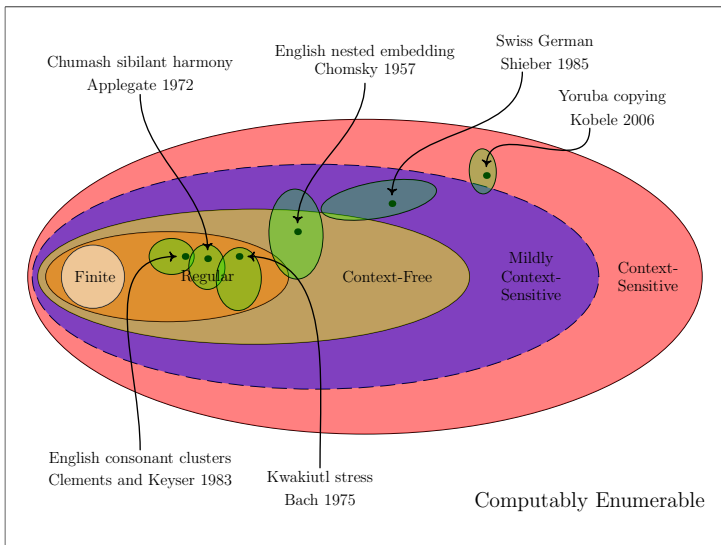 Chumash sibilant harmony
Applegate 1972
English nested embedding
Chomsky 1957
Swiss German
Shieber 1985
Yoruba copying
Kobele 2006
Finite
Regular
Context-Free
Mildly
Context-
Sensitive
Context-
Sensitive
English consonant clusters
Clements and Keyser 1983
Kwakiutl stress
Bach 1975
Computably Enumerable